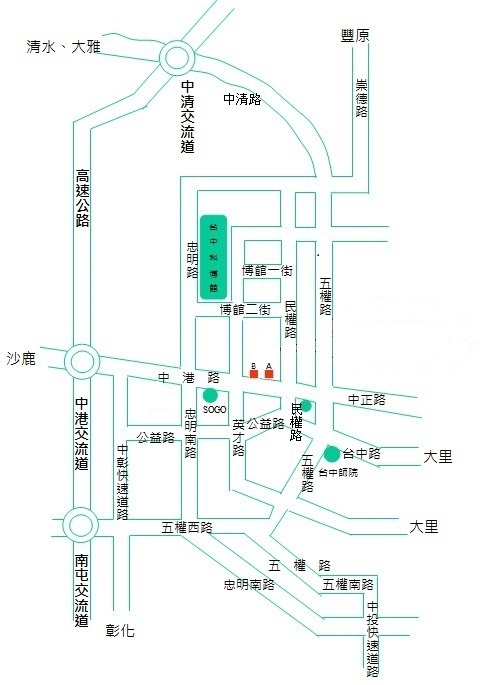 豐原
清水、大雅
崇德路
中清路
中清交流道
高速公路
台中科博館
忠明路
博館一街
五權路
民權路
博館二街
沙鹿
B
A
中港路
中正路
SOGO
民權路
中港交流道
忠明南路
英才路
公益路
公益路
中彰快速道路
台中路
大里
五權路
台中師院
五權西路
大里
南屯交流道
五權路
忠明南路
五權南路
中投快速道路
彰化